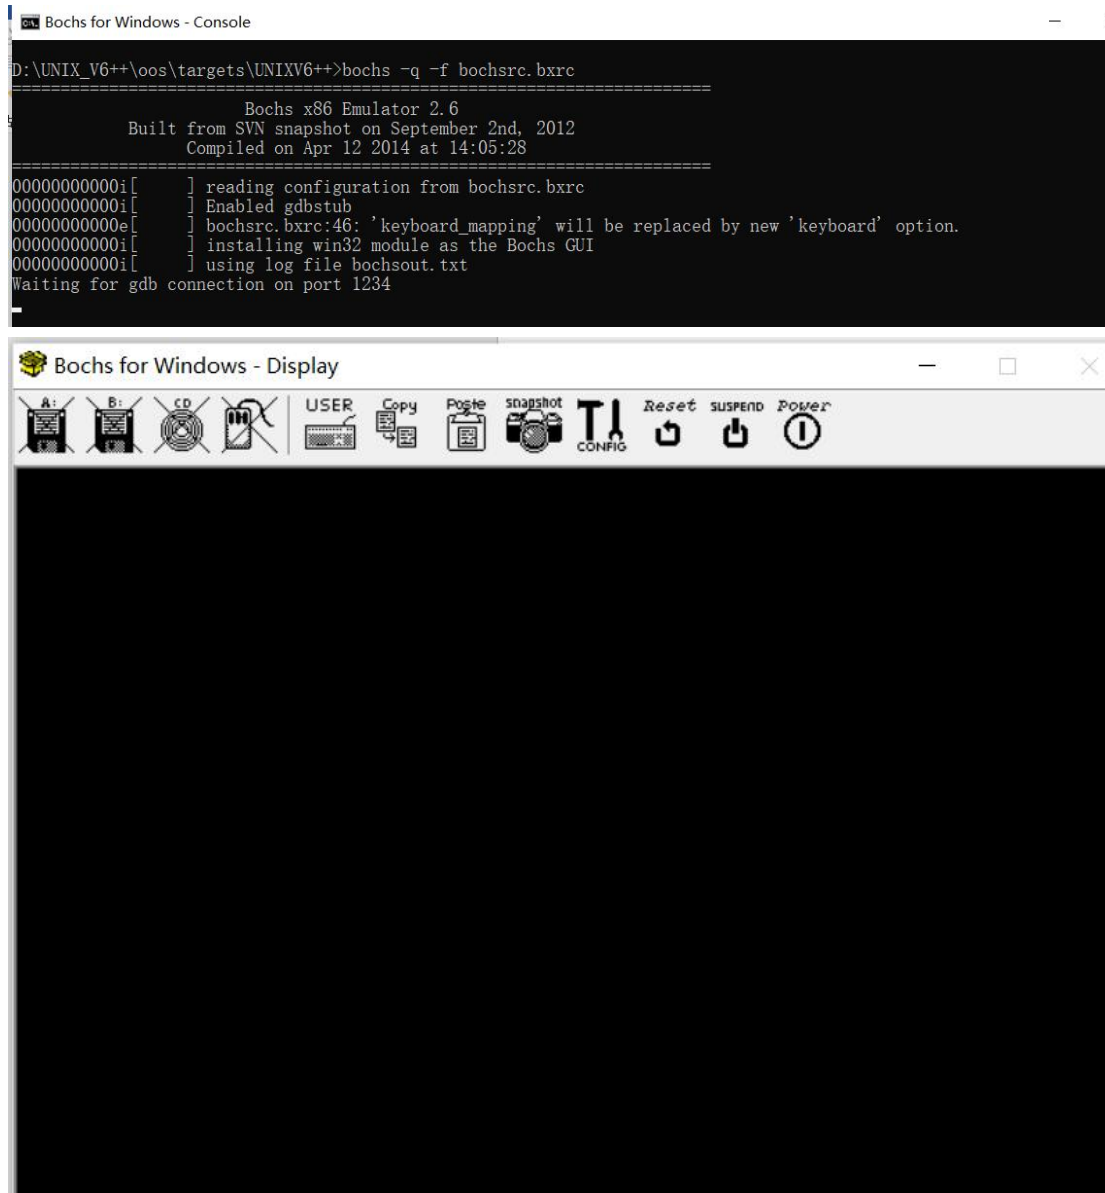 Bochs for Windows - Console
D:\UNIX_V6++\oos\targets\UNIXV6++>bochs -q -f bochsrc.bxrc
========================================================================
Bochs x86 Emulator 2.6
Built from SVN snapshot on September 2nd, 2012
Compiled on Apr 12 2014 at 14:05:28
========================================================================
00000000000i[     ] reading configuration from bochsrc.bxrc
00000000000i[     ] Enabled gdbstub
00000000000e[     ] bochsrc.bxrc:46: 'keyboard_mapping' will be replaced by new 'keyboard' option.
00000000000i[     ] installing win32 module as the Bochs GUI
00000000000i[     ] using log file bochsout.txt
Waiting for gdb connection on port 1234
Bochs for Windows - Display
A: B: CD USER Copy Paste snapshot CONFIG Reset SUSPEND Power